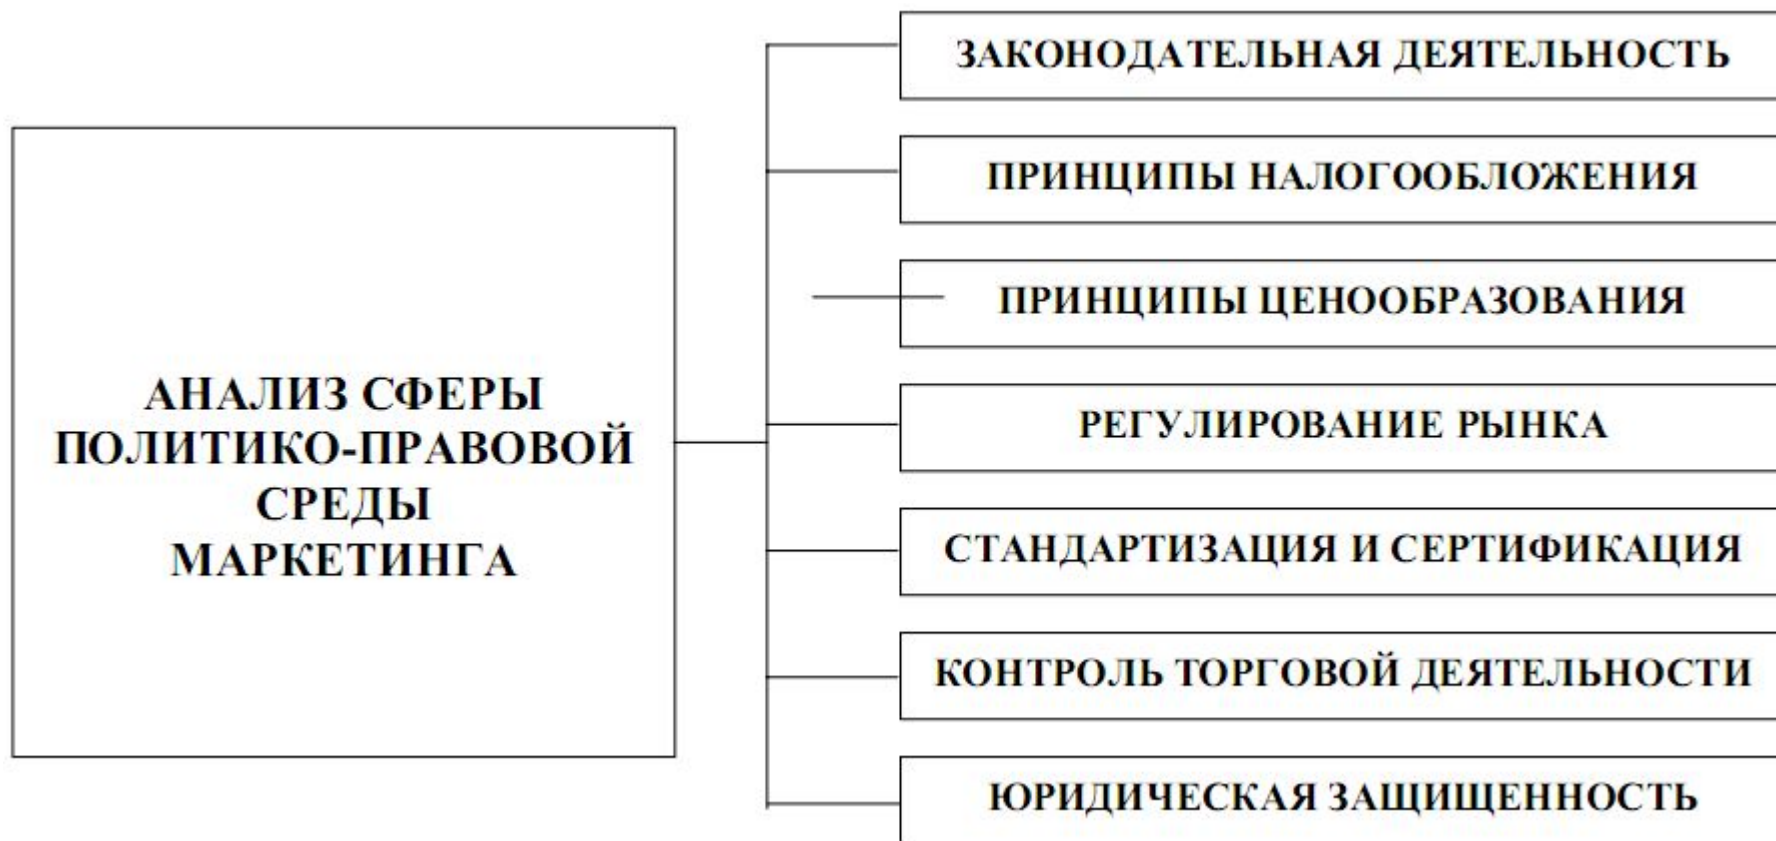 АНАЛИЗ СФЕРЫ
ПОЛИТИКО-ПРАВОВОЙ
СРЕДЫ
МАРКЕТИНГА
ЗАКОНОДАТЕЛЬНАЯ ДЕЯТЕЛЬНОСТЬ
ПРИНЦИПЫ НАЛОГООБЛОЖЕНИЯ
ПРИНЦИПЫ ЦЕНООБРАЗОВАНИЯ
РЕГУЛИРОВАНИЕ РЫНКА
СТАНДАРТИЗАЦИЯ И СЕРТИФИКАЦИЯ
КОНТРОЛЬ ТОРГОВОЙ ДЕЯТЕЛЬНОСТИ
ЮРИДИЧЕСКАЯ ЗАЩИЩЕННОСТЬ